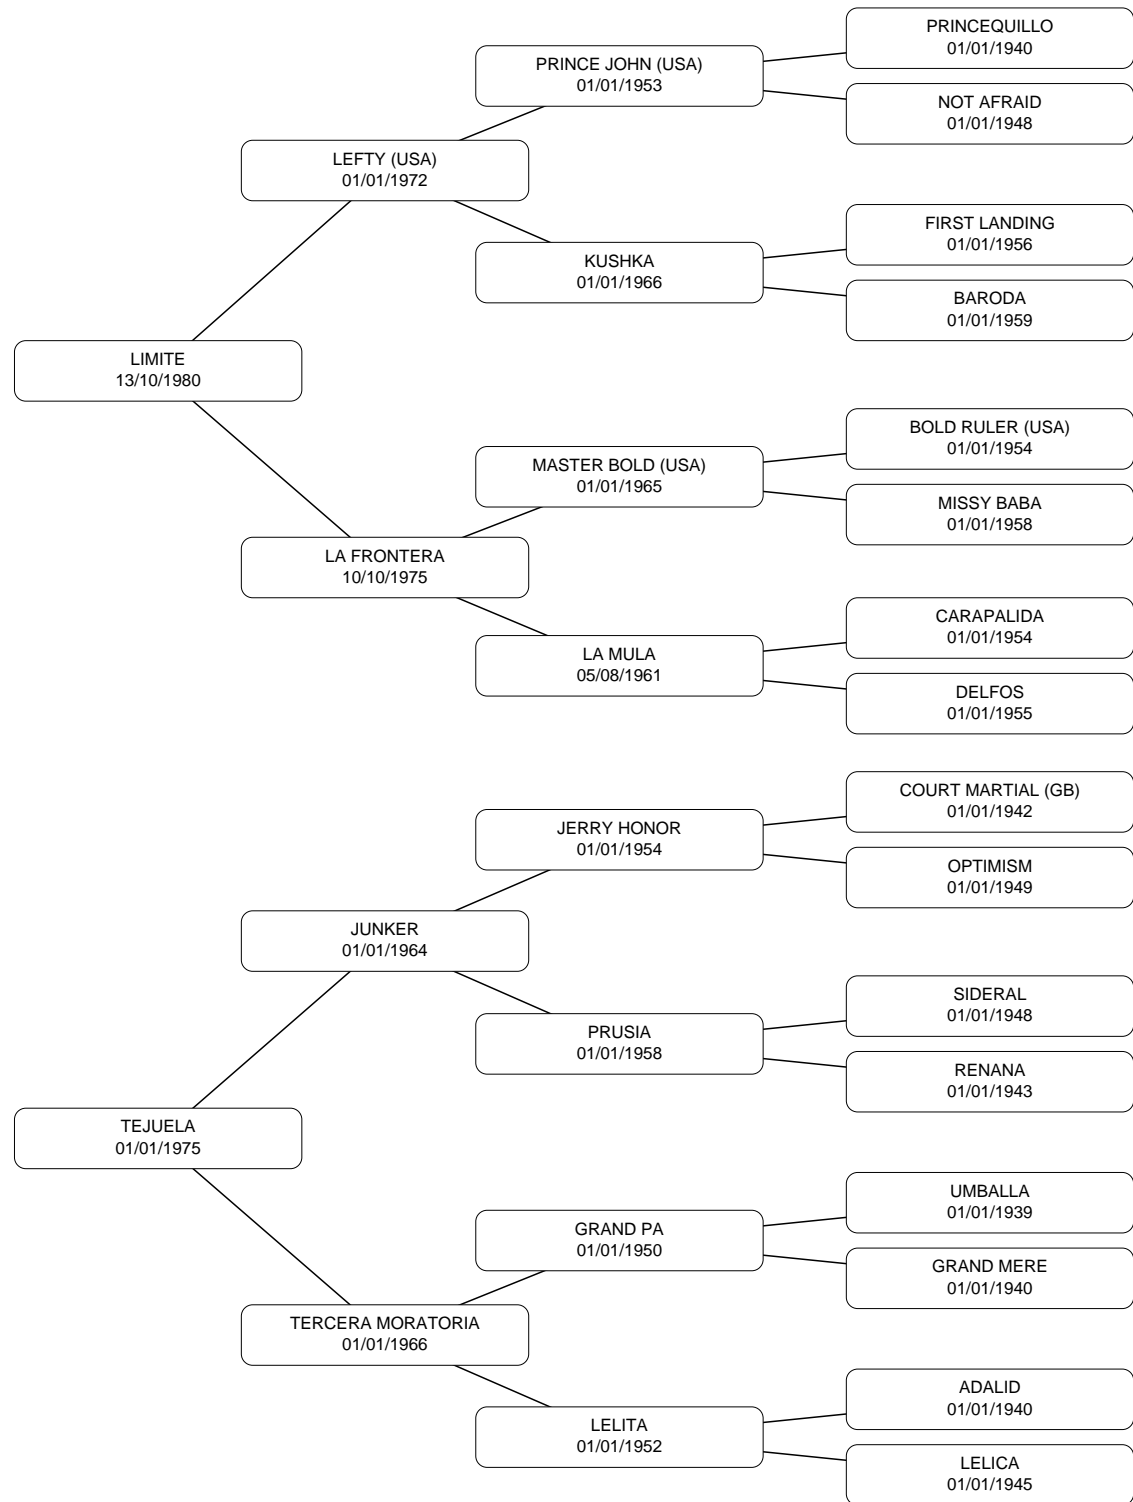 PRINCEQUILLO
01/01/1940
PRINCE JOHN (USA)
01/01/1953
NOT AFRAID
01/01/1948
LEFTY (USA)
01/01/1972
FIRST LANDING
01/01/1956
KUSHKA
01/01/1966
BARODA
01/01/1959
LIMITE
13/10/1980
BOLD RULER (USA)
01/01/1954
MASTER BOLD (USA)
01/01/1965
MISSY BABA
01/01/1958
LA FRONTERA
10/10/1975
CARAPALIDA
01/01/1954
LA MULA
05/08/1961
DELFOS
01/01/1955
COURT MARTIAL (GB)
01/01/1942
JERRY HONOR
01/01/1954
OPTIMISM
01/01/1949
JUNKER
01/01/1964
SIDERAL
01/01/1948
PRUSIA
01/01/1958
RENANA
01/01/1943
TEJUELA
01/01/1975
UMBALLA
01/01/1939
GRAND PA
01/01/1950
GRAND MERE
01/01/1940
TERCERA MORATORIA
01/01/1966
ADALID
01/01/1940
LELITA
01/01/1952
LELICA
01/01/1945